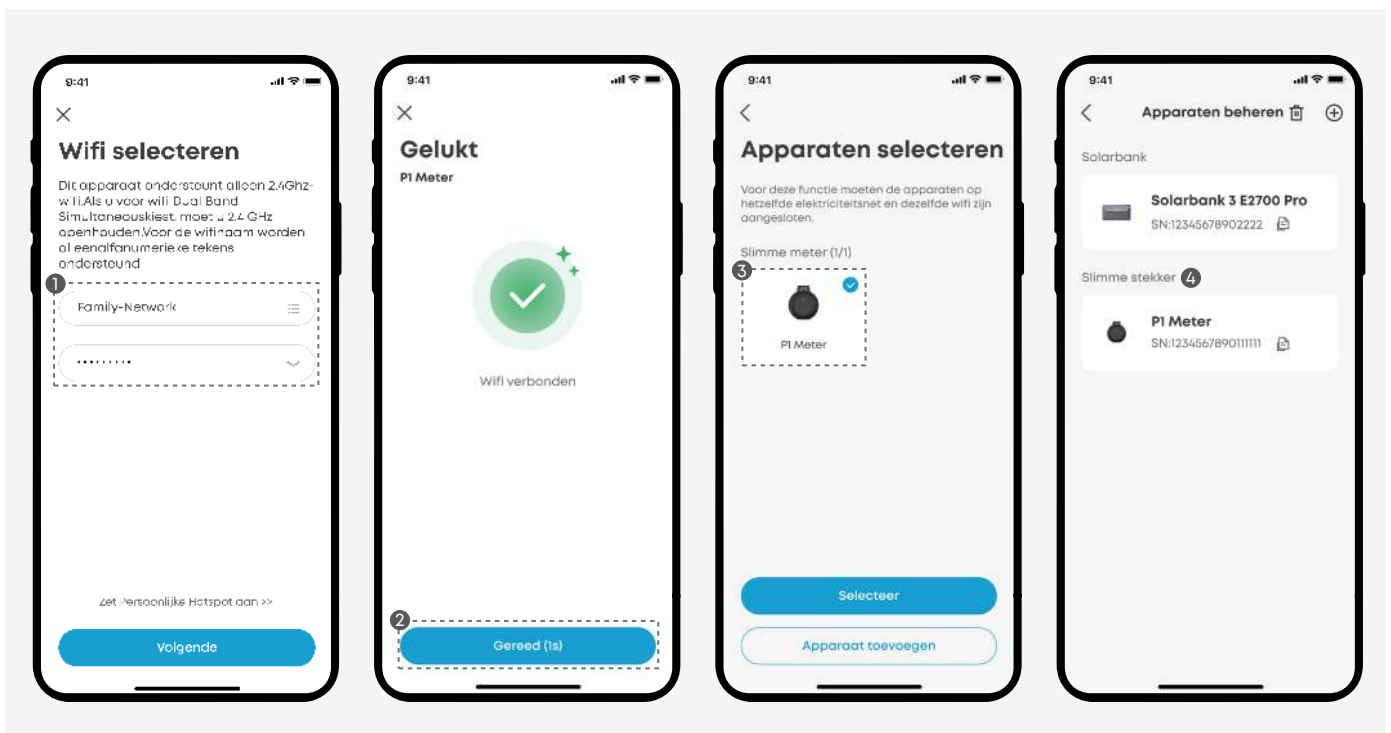 9:41
Wifi selecteren
Dit apparaat ondersteunt alleen 2.4Ghz-
wifi.Als u voor wifi Dual Band
Simultaneouskiest, moet u 2.4 GHz
openhouden.Voor de wifinaam worden
al eenalfanumerieke tekens
ondersteund
1
Family-Network
•••••••••
Zet Persoonlijke Hotspot aan >>
Volgende
9:41
Gelukt
P1 Meter
Wifi verbonden
2
Gereed (1s)
9:41
Apparaten selecteren
Voor deze functie moeten de apparaten op
hetzelfde elektriciteitsnet en dezelfde wifi zijn
aangesloten.
Slimme meter (1/1)
3
P1 Meter
Selecteer
Apparaat toevoegen
9:41
Apparaten beheren
Solarbank
Solarbank 3 E2700 Pro
SN:12345678902222
Slimme stekker 4
P1 Meter
SN:1234567890111111